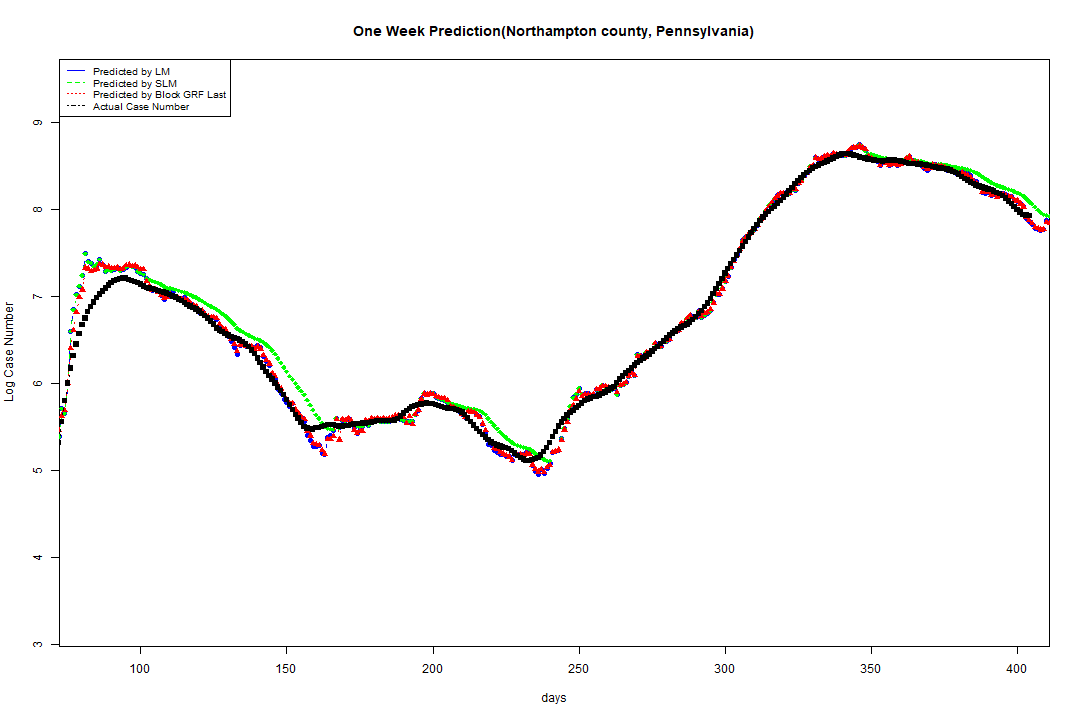 One Week Prediction(Northampton county, Pennsylvania)
Predicted by LM
Predicted by SLM
Predicted by Block GRF Last
Actual Case Number
9
8
7
6
5
4
3
Log Case Number
100 150 200 250 300 350 400
days